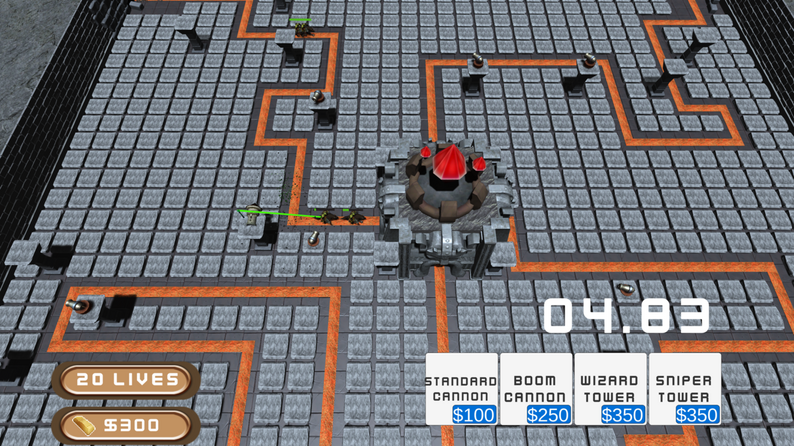 04.83
20 LIVES
$300
STANDARD
CANNON
$100
BOOM
CANNON
$250
WIZARD
TOWER
$350
SNIPER
TOWER
$350